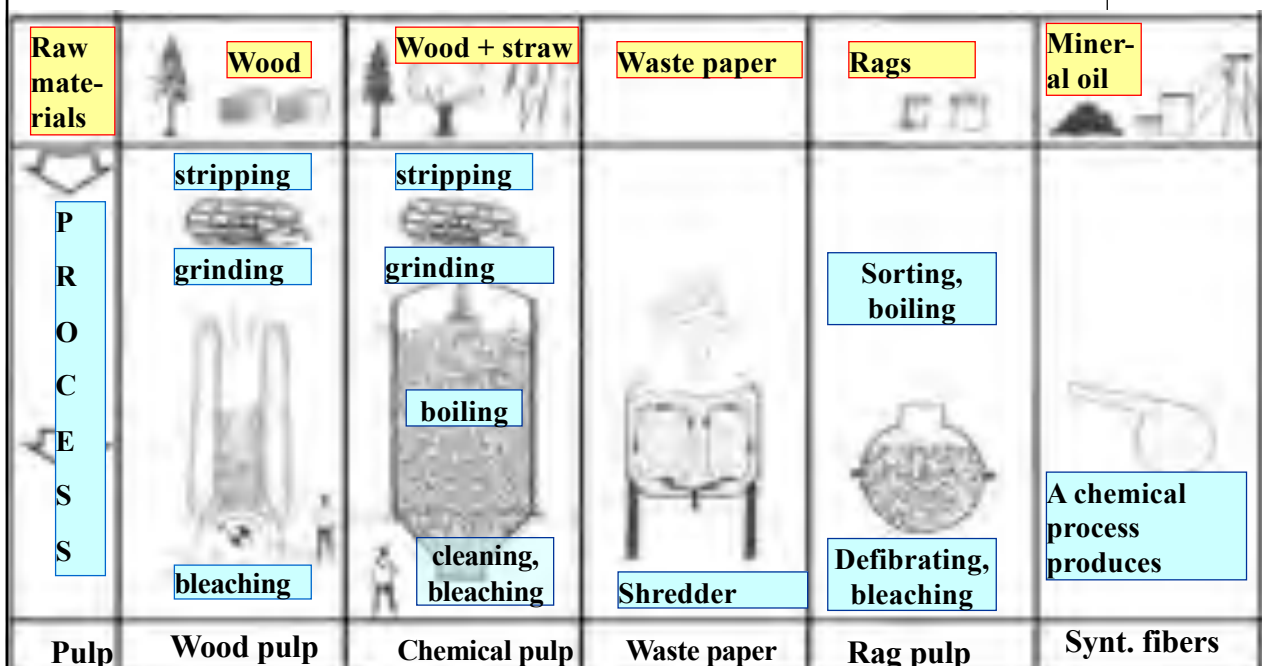 Raw
mate-
rials
Wood
Wood + straw
Waste paper
Rags
Miner-
al oil
P
R
O
C
E
S
S
stripping
grinding
bleaching
stripping
grinding
boiling
cleaning,
bleaching
Shredder
Sorting,
boiling
Defibrating,
bleaching
A chemical
process
produces
Pulp
Wood pulp
Chemical pulp
Waste paper
Rag pulp
Synt. fibers